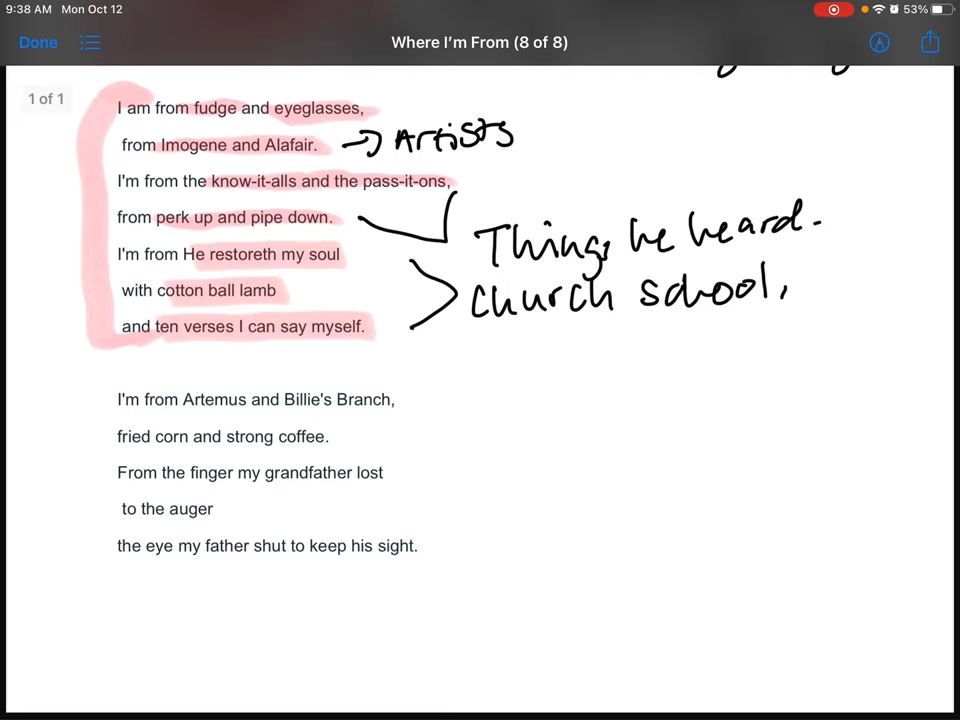 9:38 AM Mon Oct 12
53%
Done
Where I'm From (8 of 8)
1 of 1
I am from fudge and eyeglasses,
from Imogene and Alafair. → Artists
I'm from the know-it-alls and the pass-it-ons,
from perk up and pipe down.
Things he heard.
I'm from He restoreth my soul
with cotton ball lamb
church school,
and ten verses I can say myself.
I'm from Artemus and Billie's Branch,
fried corn and strong coffee.
From the finger my grandfather lost
to the auger
the eye my father shut to keep his sight.